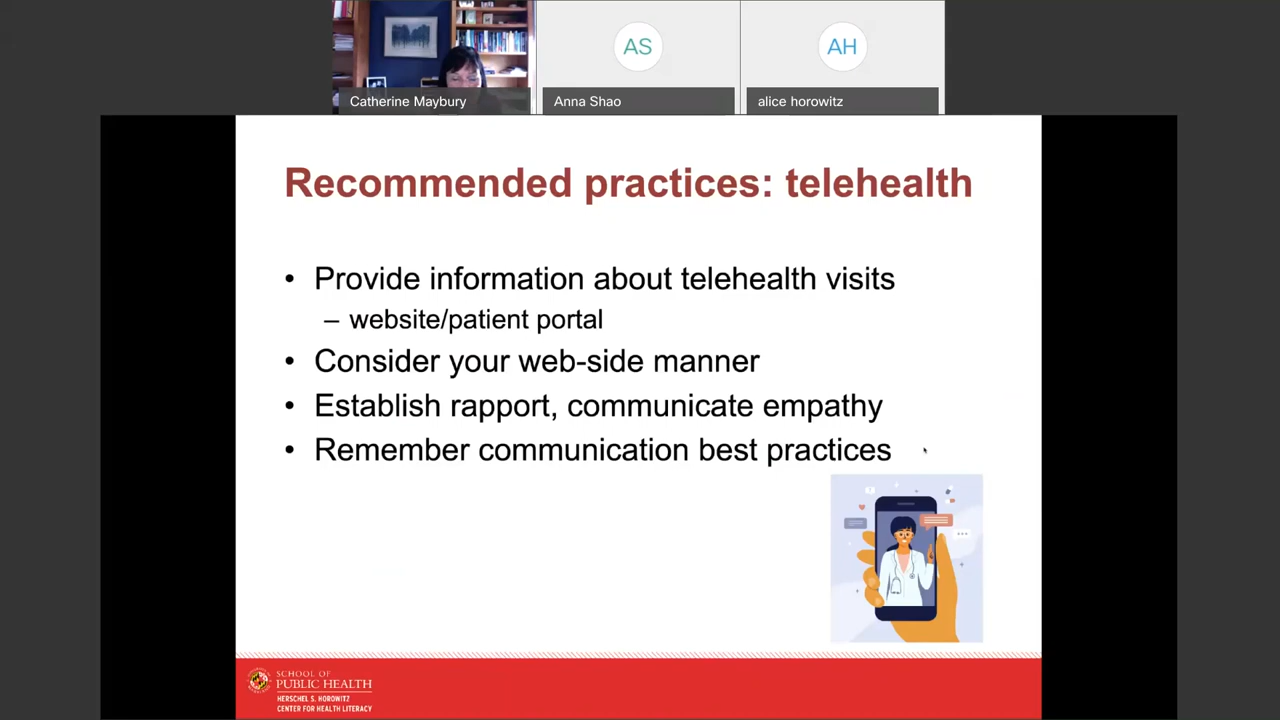 AS
AH
Catherine Maybury
Anna Shao
alice horowitz
Recommended practices: telehealth
• Provide information about telehealth visits
– website/patient portal
• Consider your web-side manner
• Establish rapport, communicate empathy
• Remember communication best practices
SCHOOL OF
PUBLIC HEALTH
HERSCHEL S. HOROWITZ
CENTER FOR HEALTH LITERACY